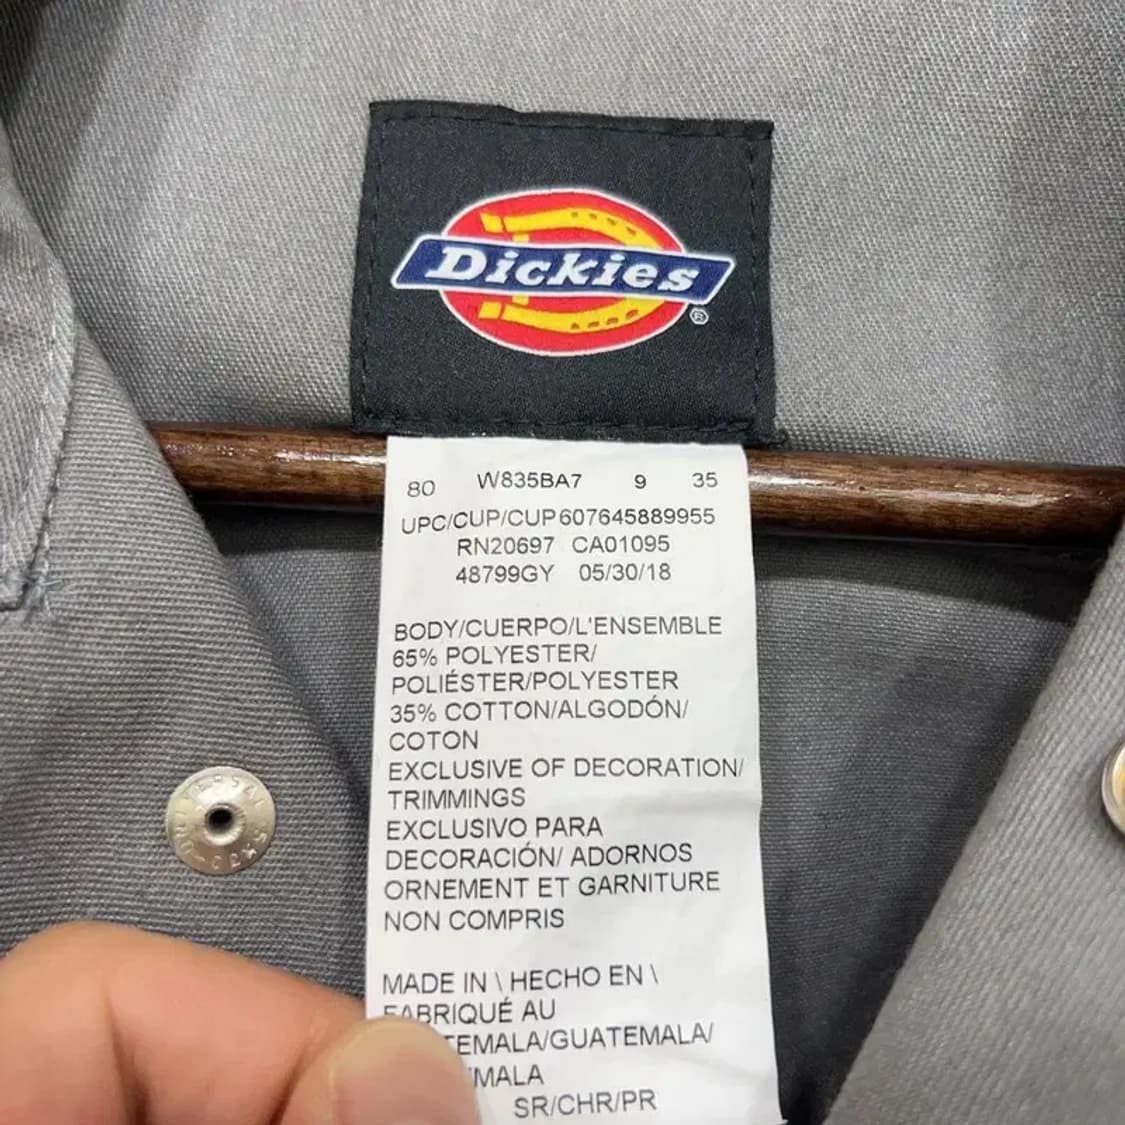 Dickies
®
80 W835BA7 9 35
UPC/CUP/CUP 607645889955
RN20697 CA01095
48799GY 05/30/18
BODY/CUERPO/L'ENSEMBLE
65% POLYESTER/
POLIÉSTER/POLYESTER
35% COTTON/ALGODÓN/
COTON
EXCLUSIVE OF DECORATION/
TRIMMINGS
EXCLUSIVO PARA
DECORACIÓN/ ADORNOS
ORNEMENT ET GARNITURE
NON COMPRIS
MADE IN \ HECHO EN \
FABRIQUÉ AU
TEMALA/GUATEMALA/
MALA
SR/CHR/PR